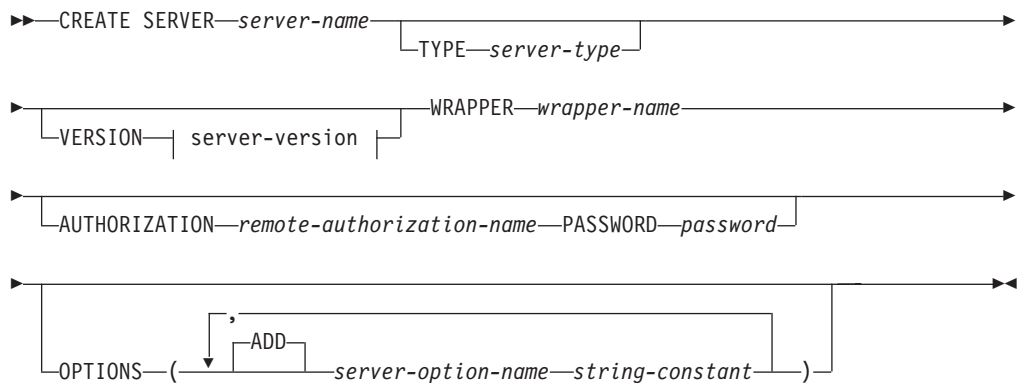 CREATE SERVER server-name
TYPE server-type
VERSION server-version WRAPPER wrapper-name
AUTHORIZATION remote-authorization-name PASSWORD password
,
ADD
OPTIONS ( server-option-name string-constant )